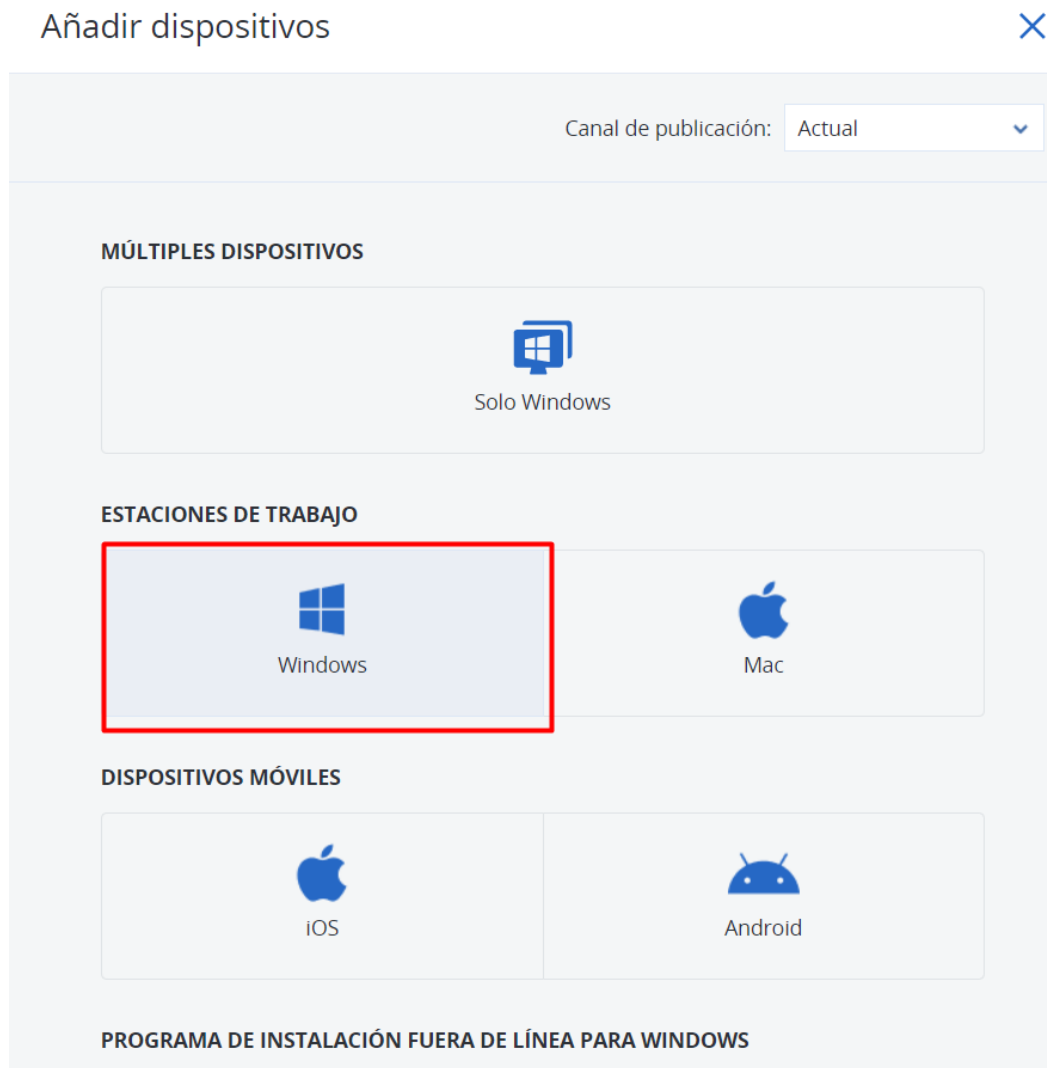 Añadir dispositivos
Canal de publicación: Actual
MÚLTIPLES DISPOSITIVOS
Solo Windows
ESTACIONES DE TRABAJO
Windows
Mac
DISPOSITIVOS MÓVILES
iOS
Android
PROGRAMA DE INSTALACIÓN FUERA DE LÍNEA PARA WINDOWS